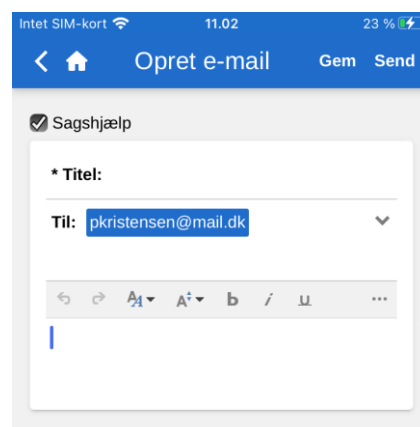 Intet SIM-kort 11.02 23 %
Opret e-mail Gem Send
Sagshjælp
* Titel:
Til: pkristensen@mail.dk
A A b i u ...